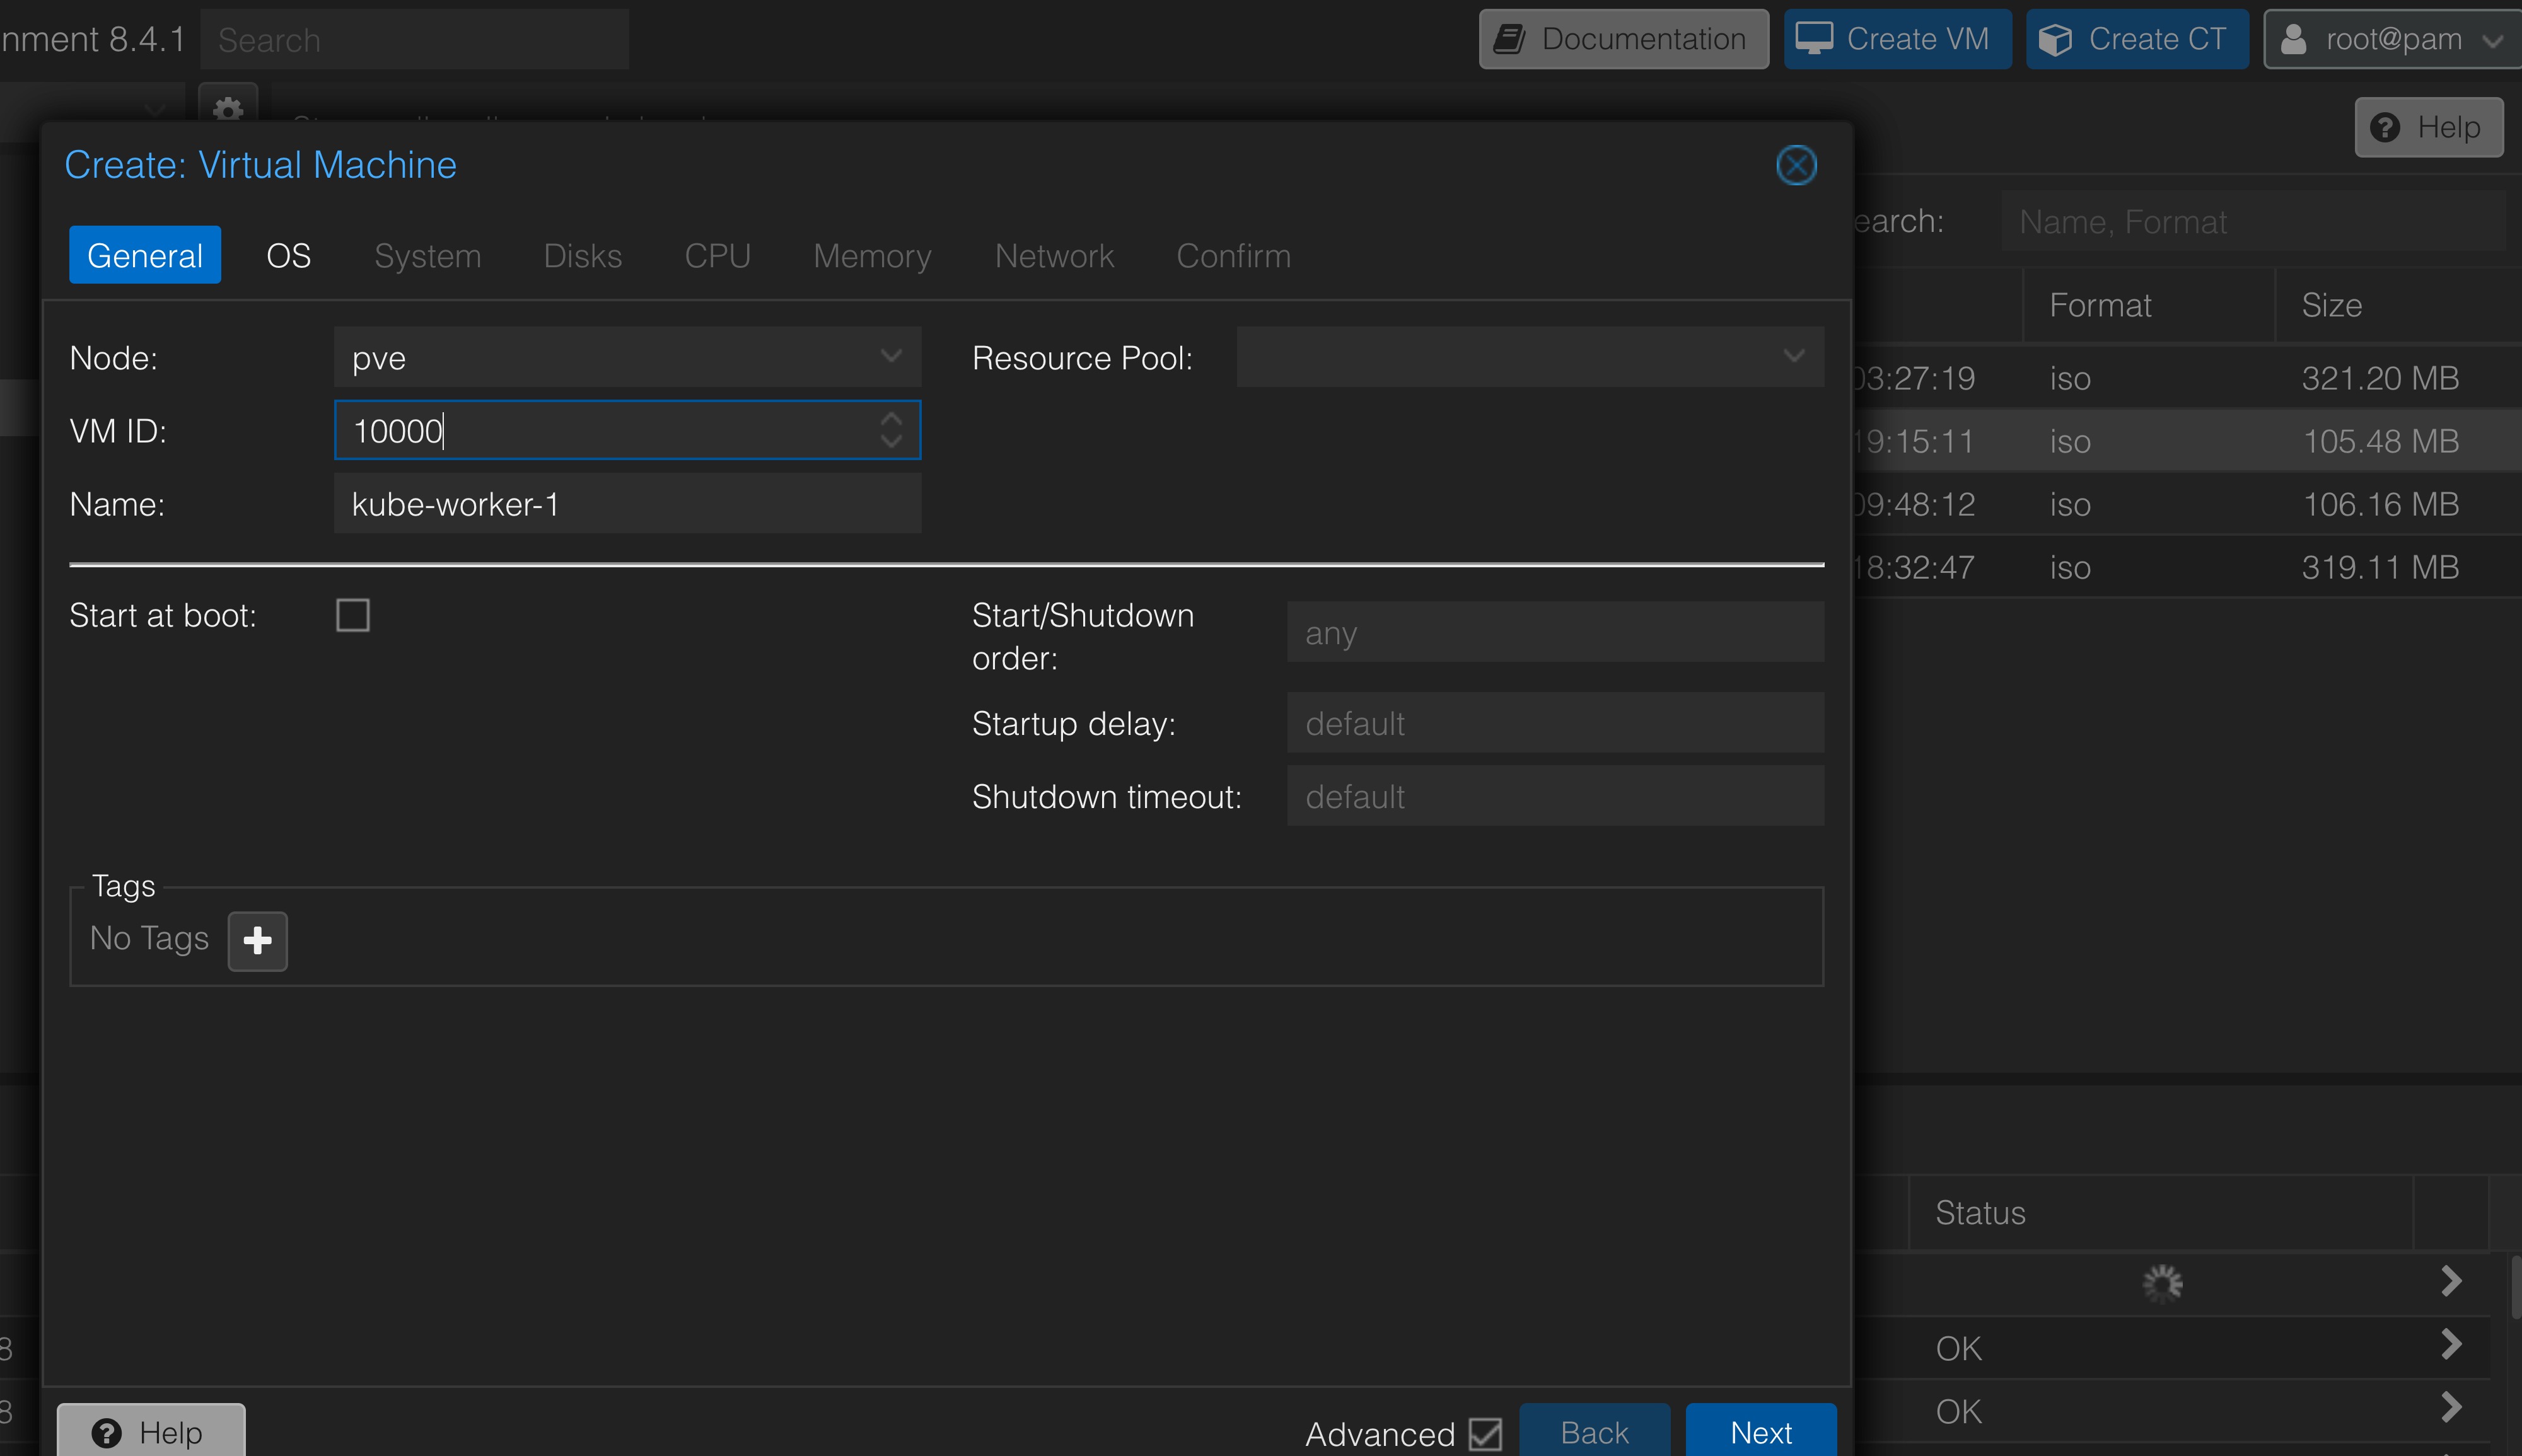 nment 8.4.1 Search Documentation Create VM Create CT root@pam
Help
Create: Virtual Machine
General OS System Disks CPU Memory Network Confirm
earch: Name, Format
Format Size
Node: pve Resource Pool:
VM ID: 10000
Name: kube-worker-1
03:27:19 iso 321.20 MB
19:15:11 iso 105.48 MB
09:48:12 iso 106.16 MB
18:32:47 iso 319.11 MB
Start at boot:
Start/Shutdown order: any
Startup delay: default
Shutdown timeout: default
Tags
No Tags
Status
8 OK
8 OK
Help Advanced Back Next